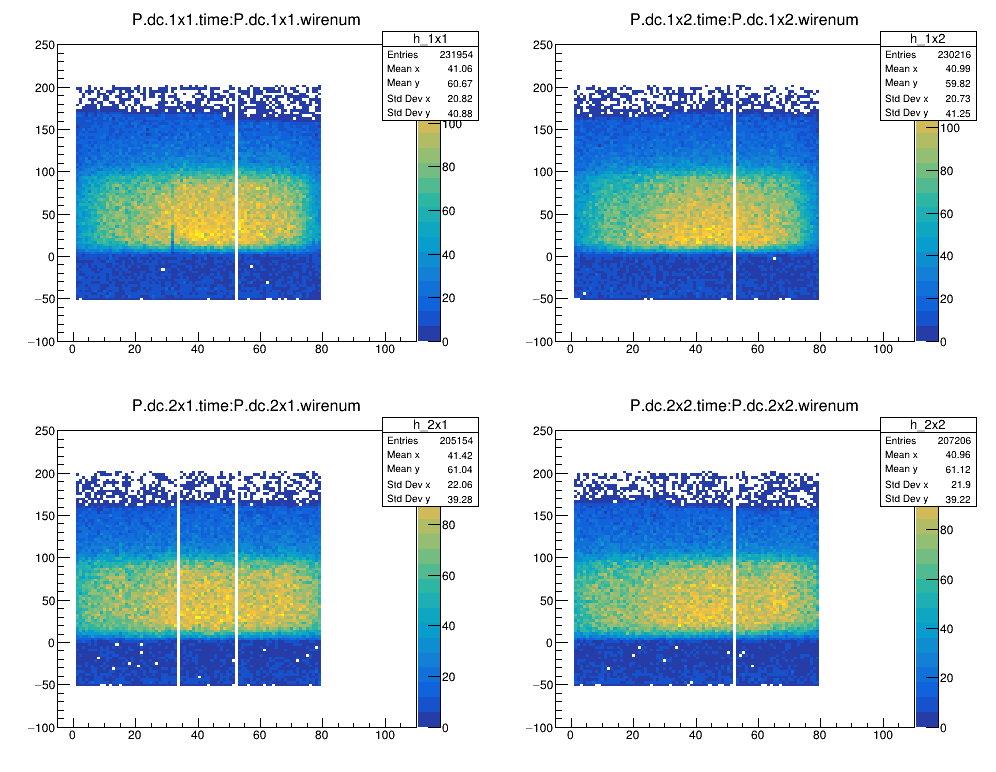 P.dc.1x1.time:P.dc.1x1.wirenum
h_1x1
Entries 231954
Mean x 41.06
Mean y 60.67
Std Dev x 20.82
Std Dev y 40.88
250
200
150
100
50
0
−50
−100
0 20 40 60 80 100
100
80
60
40
20
0
P.dc.1x2.time:P.dc.1x2.wirenum
h_1x2
Entries 230216
Mean x 40.99
Mean y 59.82
Std Dev x 20.73
Std Dev y 41.25
250
200
150
100
50
0
−50
−100
0 20 40 60 80 100
100
80
60
40
20
0
P.dc.2x1.time:P.dc.2x1.wirenum
h_2x1
Entries 205154
Mean x 41.42
Mean y 61.04
Std Dev x 22.06
Std Dev y 39.28
250
200
150
100
50
0
−50
−100
0 20 40 60 80 100
80
60
40
20
0
P.dc.2x2.time:P.dc.2x2.wirenum
h_2x2
Entries 207206
Mean x 40.96
Mean y 61.12
Std Dev x 21.9
Std Dev y 39.22
250
200
150
100
50
0
−50
−100
0 20 40 60 80 100
80
60
40
20
0